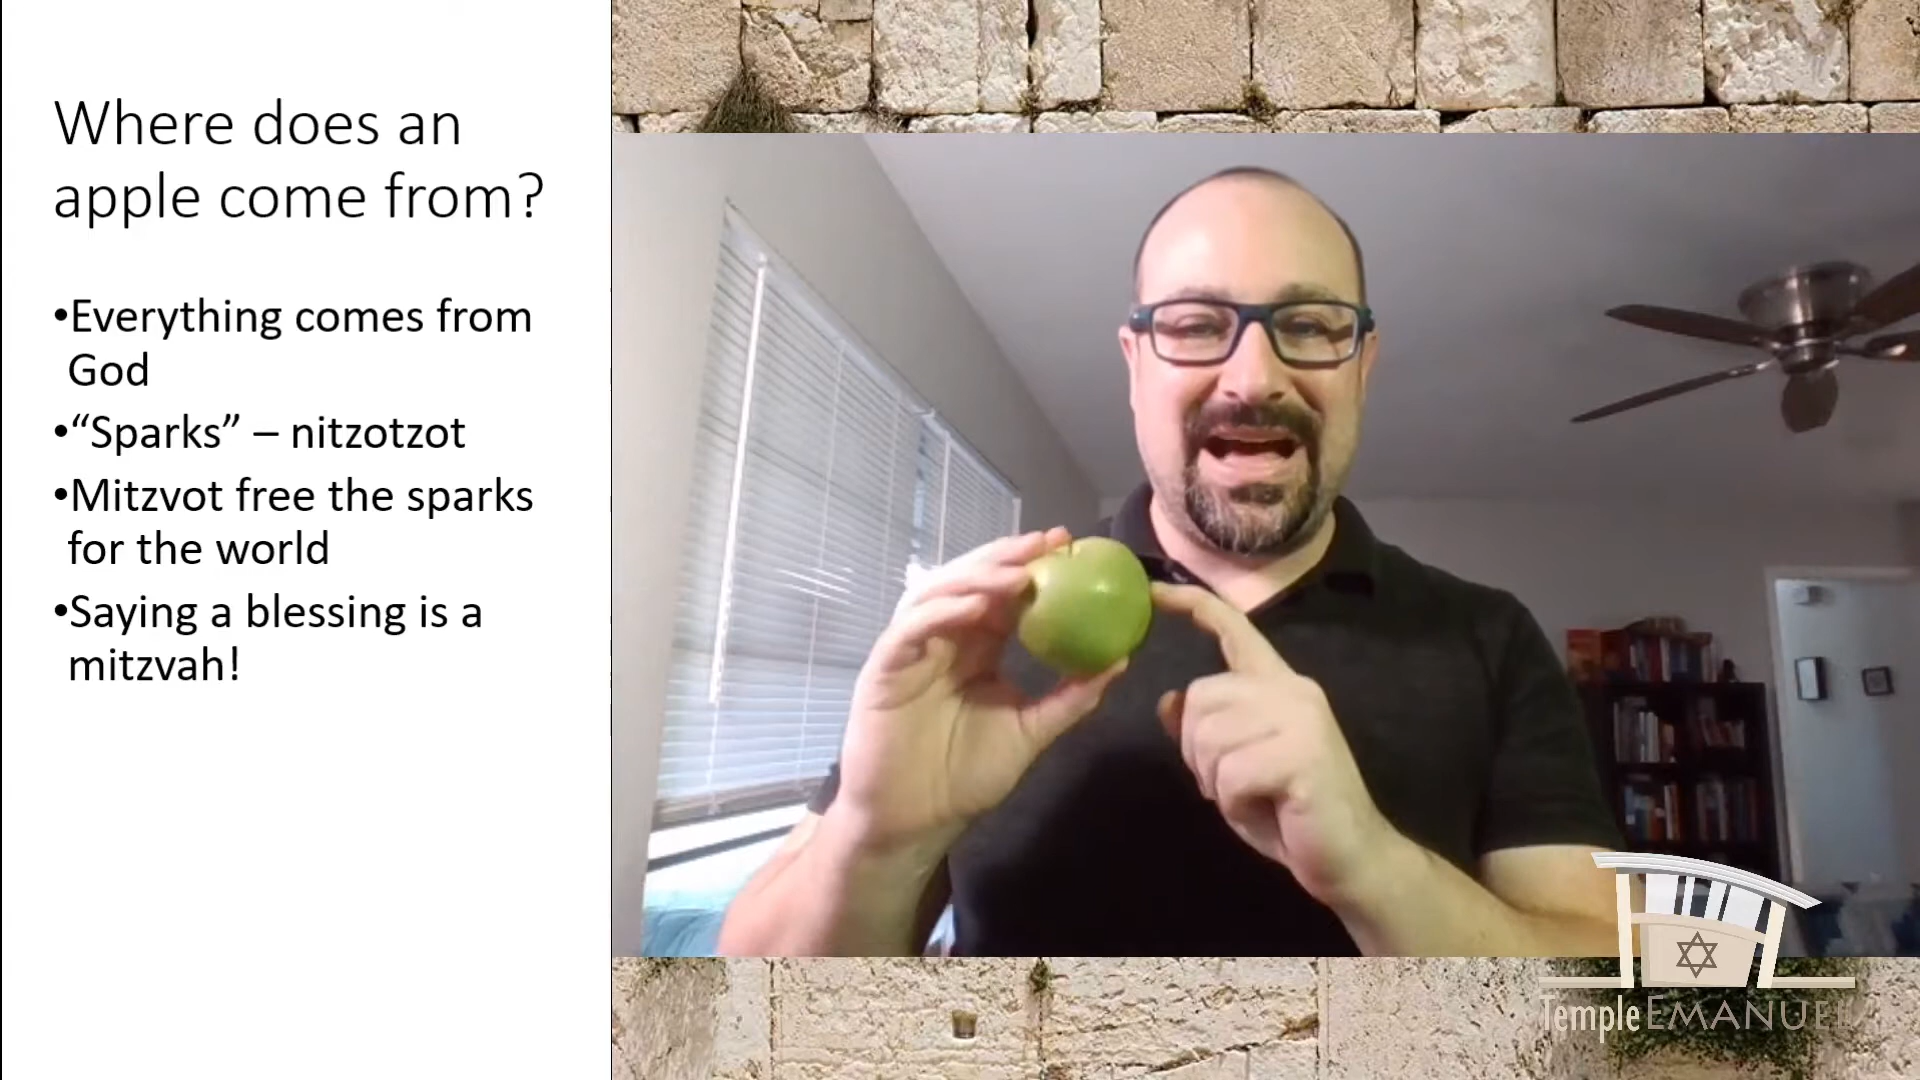 Where does an
apple come from?
•Everything comes from
God
•“Sparks” – nitzotzot
•Mitzvot free the sparks
for the world
•Saying a blessing is a
mitzvah!
Temple EMANUEL